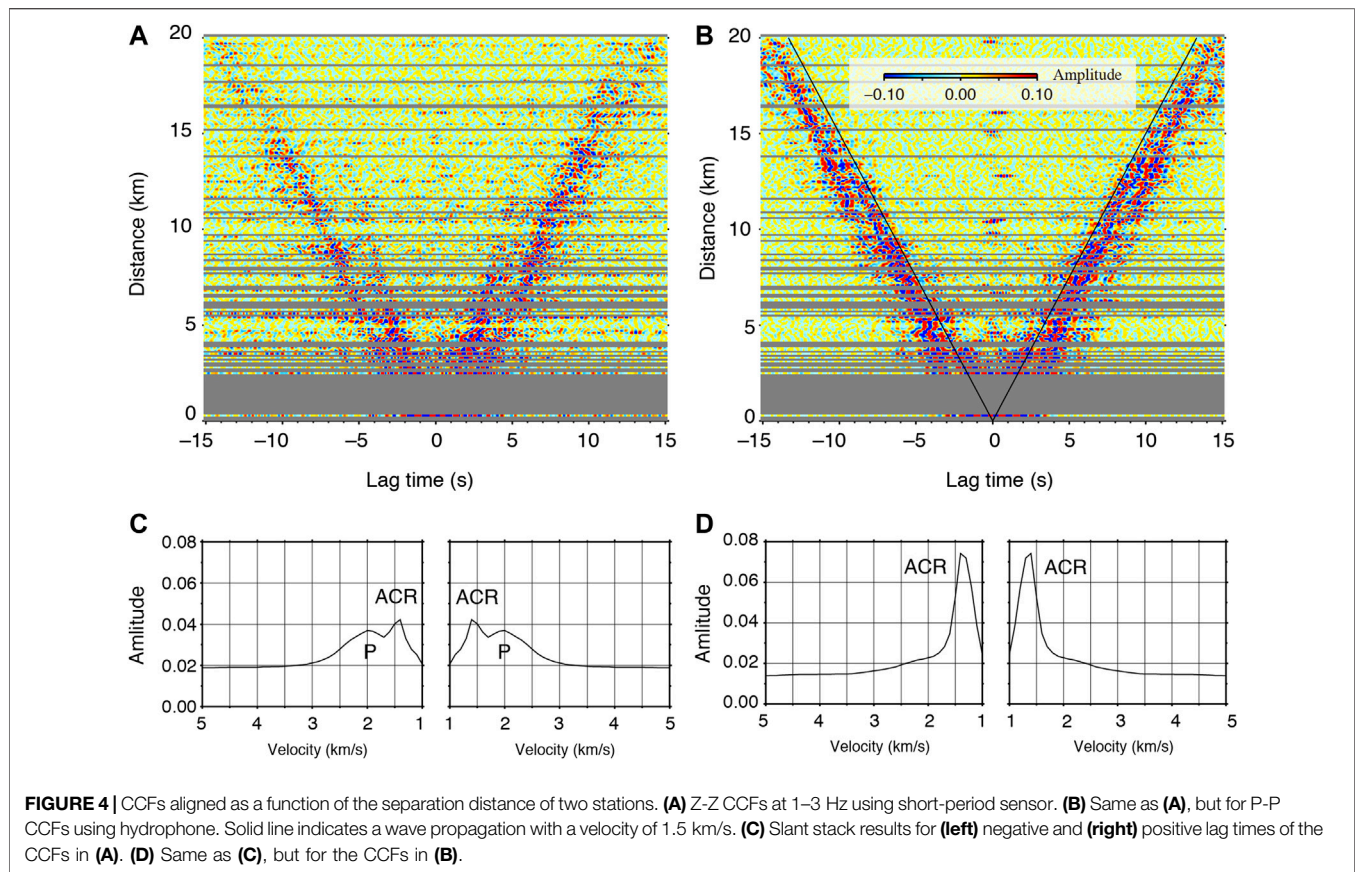 A
20
15
10
5
0
Distance (km)
−15 −10 −5 0 5 10 15
Lag time (s)
B
20
15
10
5
0
Distance (km)
Amplitude
−0.10 0.00 0.10
−15 −10 −5 0 5 10 15
Lag time (s)
C
0.08
0.06
0.04
0.02
0.00
Amlitude
ACR
P
ACR
P
5 4 3 2 1
1 2 3 4 5
Velocity (km/s)
Velocity (km/s)
D
0.08
0.06
0.04
0.02
0.00
Amlitude
ACR
ACR
5 4 3 2 1
1 2 3 4 5
Velocity (km/s)
Velocity (km/s)
FIGURE 4 | CCFs aligned as a function of the separation distance of two stations. (A) Z-Z CCFs at 1–3 Hz using short-period sensor. (B) Same as (A), but for P-P
CCFs using hydrophone. Solid line indicates a wave propagation with a velocity of 1.5 km/s. (C) Slant stack results for (left) negative and (right) positive lag times of the
CCFs in (A). (D) Same as (C), but for the CCFs in (B).